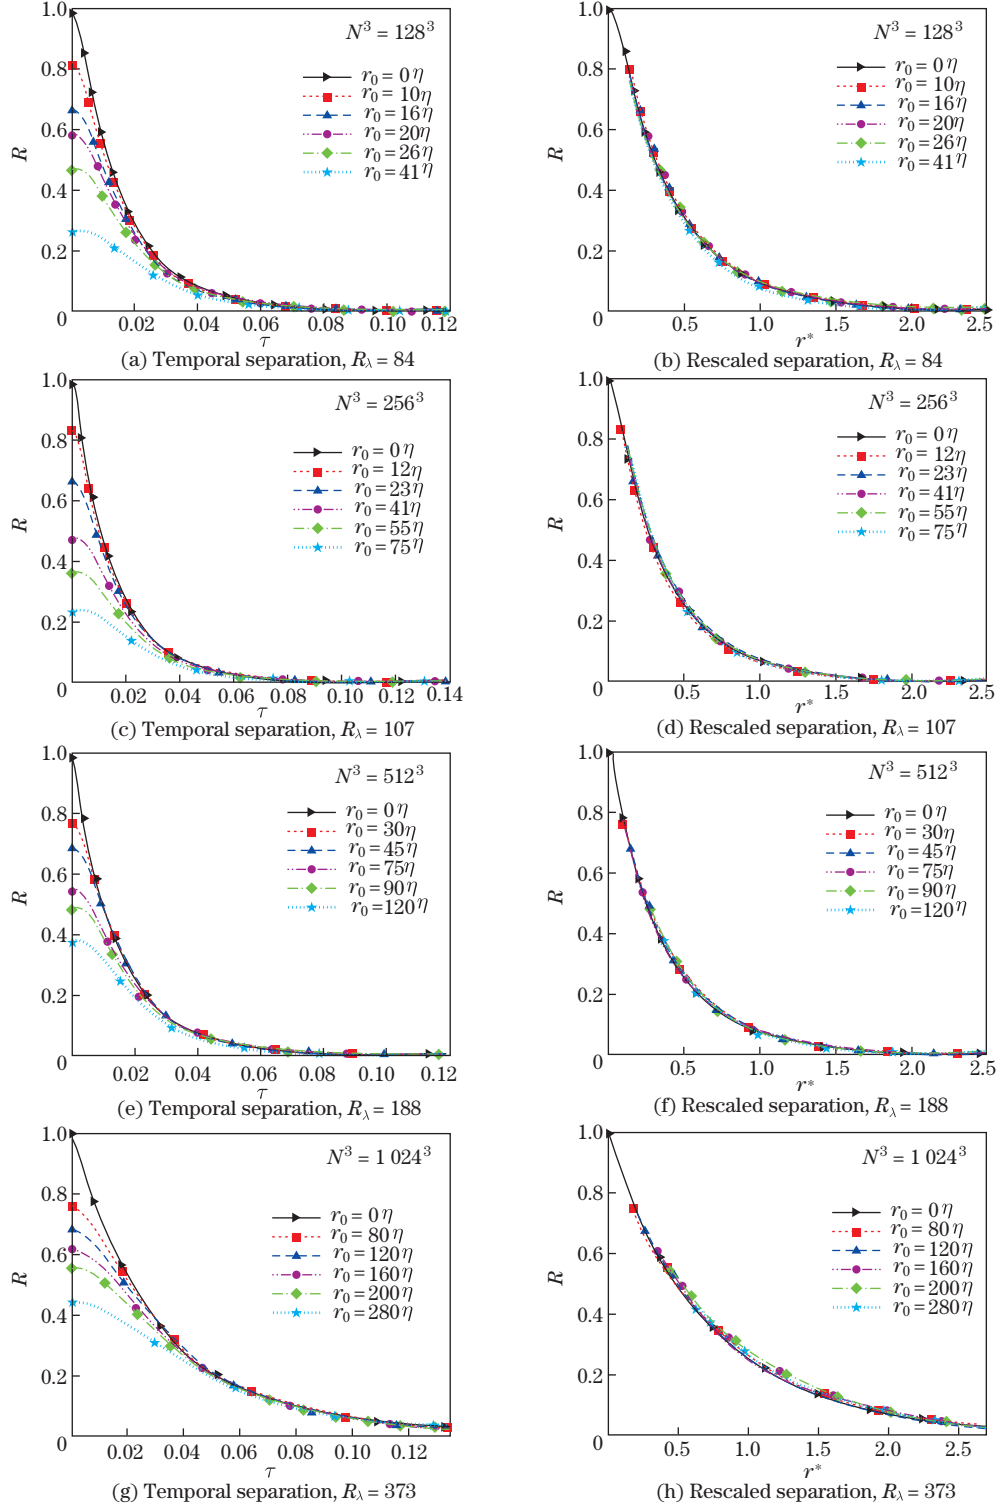 1.0
0.8
0.6
0.4
0.2
0
R
N³ = 128³
r₀ = 0η
r₀ = 10η
r₀ = 16η
r₀ = 20η
r₀ = 26η
r₀ = 41η
0.02 0.04 0.06 0.08 0.10 0.12
τ
(a) Temporal separation, Rλ = 84
1.0
0.8
0.6
0.4
0.2
0
R
N³ = 128³
r₀ = 0η
r₀ = 10η
r₀ = 16η
r₀ = 20η
r₀ = 26η
r₀ = 41η
0.5 1.0 1.5 2.0 2.5
r*
(b) Rescaled separation, Rλ = 84
1.0
0.8
0.6
0.4
0.2
0
R
N³ = 256³
r₀ = 0η
r₀ = 12η
r₀ = 23η
r₀ = 41η
r₀ = 55η
r₀ = 75η
0.02 0.04 0.06 0.08 0.10 0.12 0.14
τ
(c) Temporal separation, Rλ = 107
1.0
0.8
0.6
0.4
0.2
0
R
N³ = 256³
r₀ = 0η
r₀ = 12η
r₀ = 23η
r₀ = 41η
r₀ = 55η
r₀ = 75η
0.5 1.0 1.5 2.0 2.5
r*
(d) Rescaled separation, Rλ = 107
1.0
0.8
0.6
0.4
0.2
0
R
N³ = 512³
r₀ = 0η
r₀ = 30η
r₀ = 45η
r₀ = 75η
r₀ = 90η
r₀ = 120η
0.02 0.04 0.06 0.08 0.10 0.12
τ
(e) Temporal separation, Rλ = 188
1.0
0.8
0.6
0.4
0.2
0
R
N³ = 512³
r₀ = 0η
r₀ = 30η
r₀ = 45η
r₀ = 75η
r₀ = 90η
r₀ = 120η
0.5 1.0 1.5 2.0 2.5
r*
(f) Rescaled separation, Rλ = 188
1.0
0.8
0.6
0.4
0.2
0
R
N³ = 1 024³
r₀ = 0η
r₀ = 80η
r₀ = 120η
r₀ = 160η
r₀ = 200η
r₀ = 280η
0.02 0.04 0.06 0.08 0.10 0.12
τ
(g) Temporal separation, Rλ = 373
1.0
0.8
0.6
0.4
0.2
0
R
N³ = 1 024³
r₀ = 0η
r₀ = 80η
r₀ = 120η
r₀ = 160η
r₀ = 200η
r₀ = 280η
0.5 1.0 1.5 2.0 2.5
r*
(h) Rescaled separation, Rλ = 373